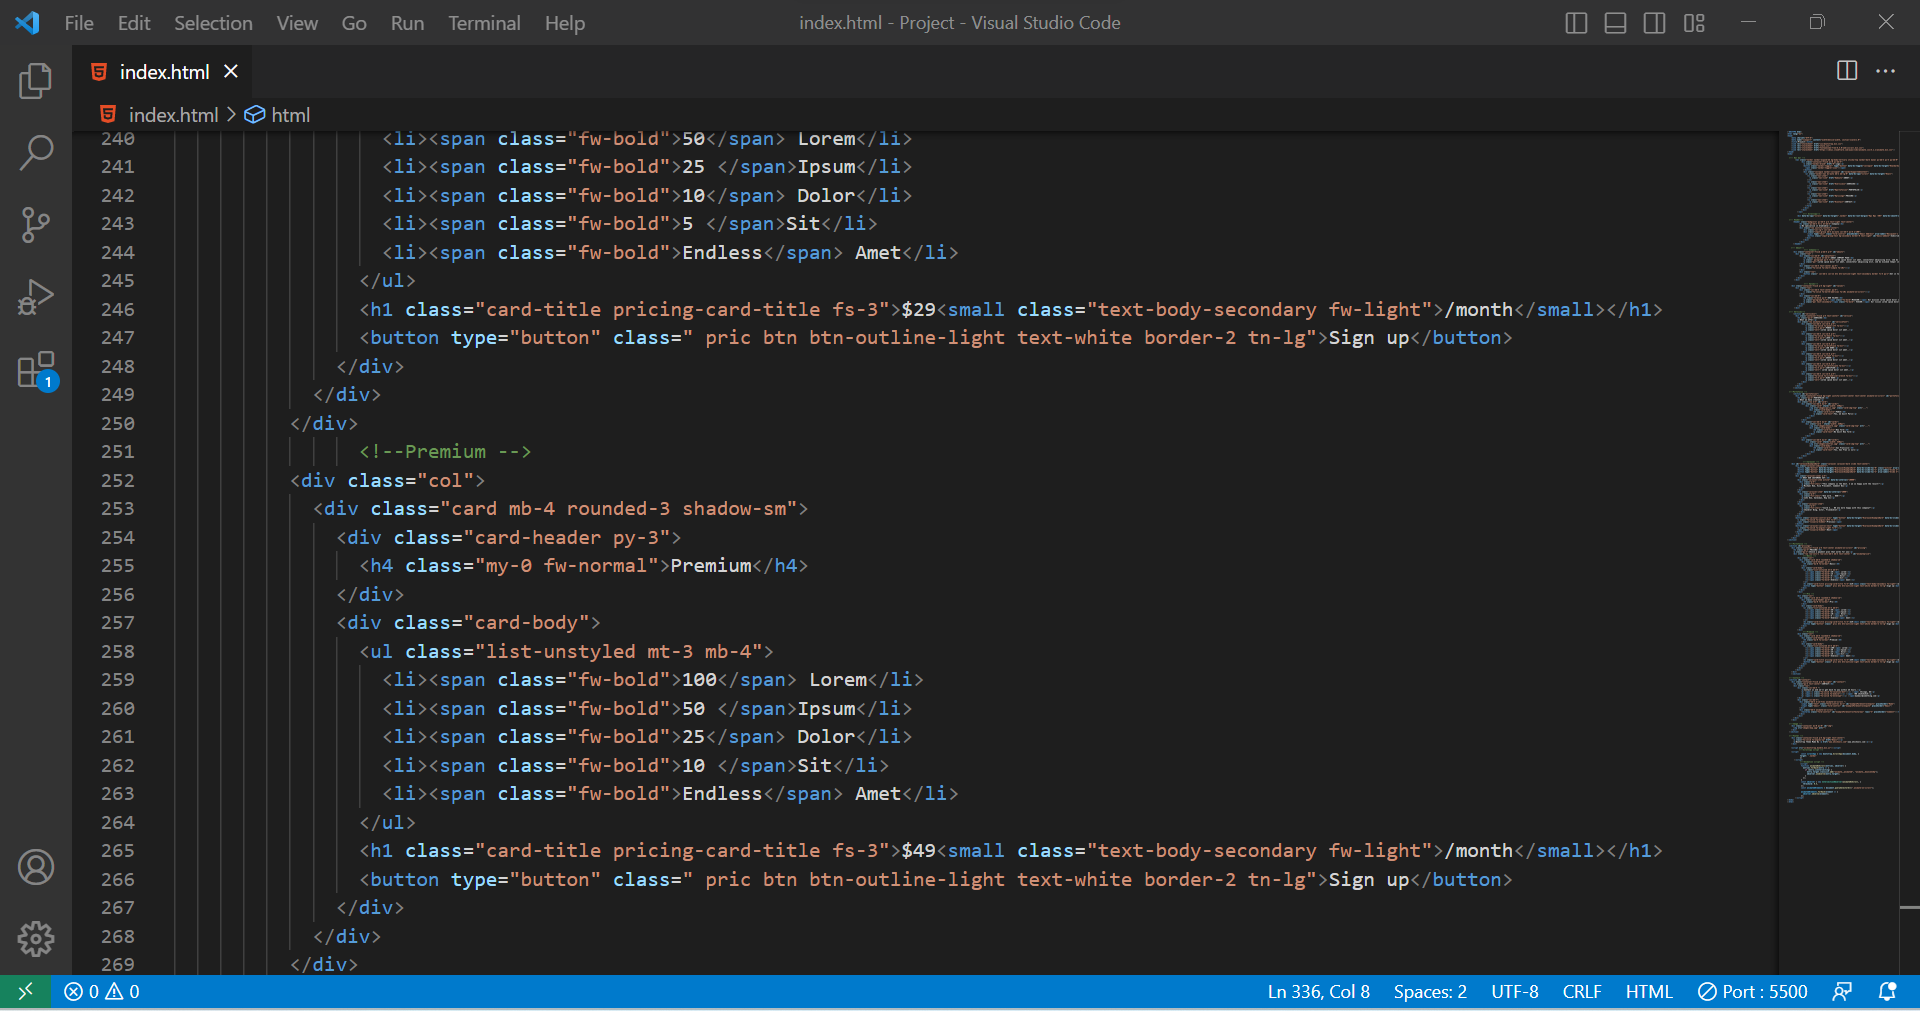 File Edit Selection View Go Run Terminal Help index.html - Project - Visual Studio Code
index.html
index.html > html
240 <li><span class="fw-bold">50</span> Lorem</li>
241 <li><span class="fw-bold">25 </span>Ipsum</li>
242 <li><span class="fw-bold">10</span> Dolor</li>
243 <li><span class="fw-bold">5 </span>Sit</li>
244 <li><span class="fw-bold">Endless</span> Amet</li>
245 </ul>
246 <h1 class="card-title pricing-card-title fs-3">$29<small class="text-body-secondary fw-light">/month</small></h1>
247 <button type="button" class=" pric btn btn-outline-light text-white border-2 tn-lg">Sign up</button>
248 </div>
249 </div>
250 </div>
251 <!--Premium -->
252 <div class="col">
253 <div class="card mb-4 rounded-3 shadow-sm">
254 <div class="card-header py-3">
255 <h4 class="my-0 fw-normal">Premium</h4>
256 </div>
257 <div class="card-body">
258 <ul class="list-unstyled mt-3 mb-4">
259 <li><span class="fw-bold">100</span> Lorem</li>
260 <li><span class="fw-bold">50 </span>Ipsum</li>
261 <li><span class="fw-bold">25</span> Dolor</li>
262 <li><span class="fw-bold">10 </span>Sit</li>
263 <li><span class="fw-bold">Endless</span> Amet</li>
264 </ul>
265 <h1 class="card-title pricing-card-title fs-3">$49<small class="text-body-secondary fw-light">/month</small></h1>
266 <button type="button" class=" pric btn btn-outline-light text-white border-2 tn-lg">Sign up</button>
267 </div>
268 </div>
269 </div>
1
0 0 Ln 336, Col 8 Spaces: 2 UTF-8 CRLF HTML Port : 5500